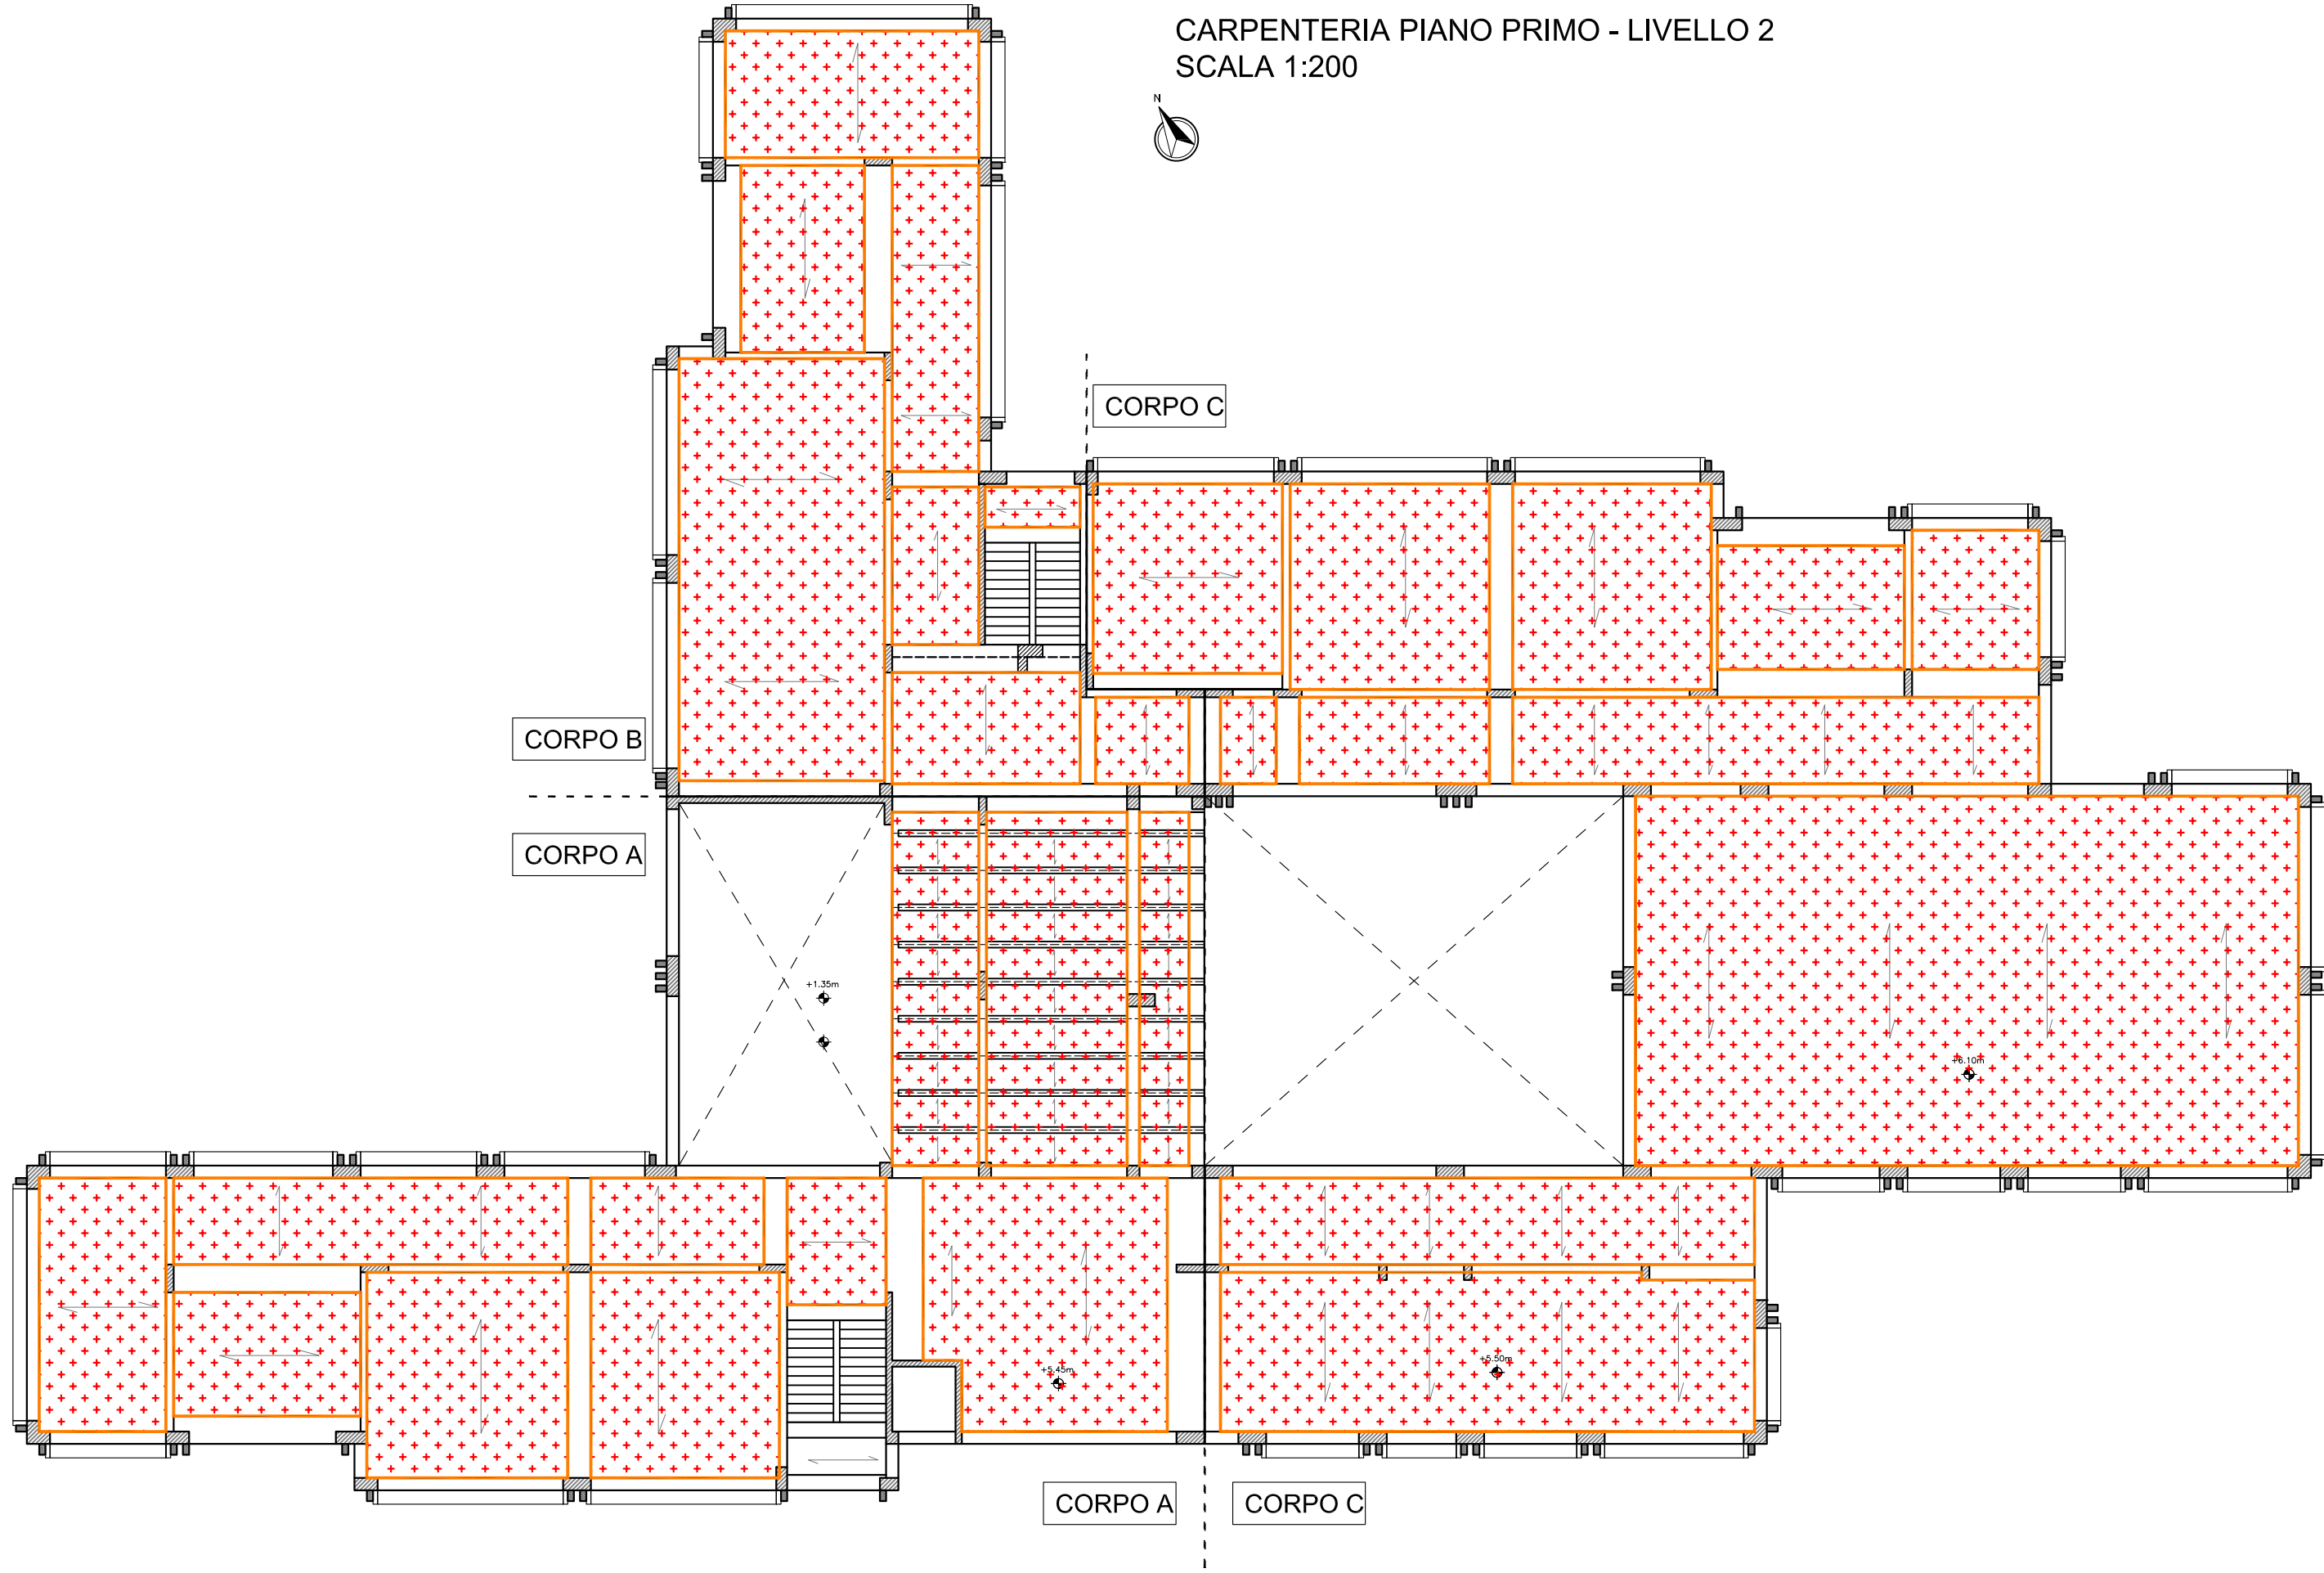 CARPENTERIA PIANO PRIMO - LIVELLO 2
SCALA 1:200
N
CORPO C
CORPO B
CORPO A
+1.35m
+6.10m
+5.45m
+5.50m
CORPO A
CORPO C